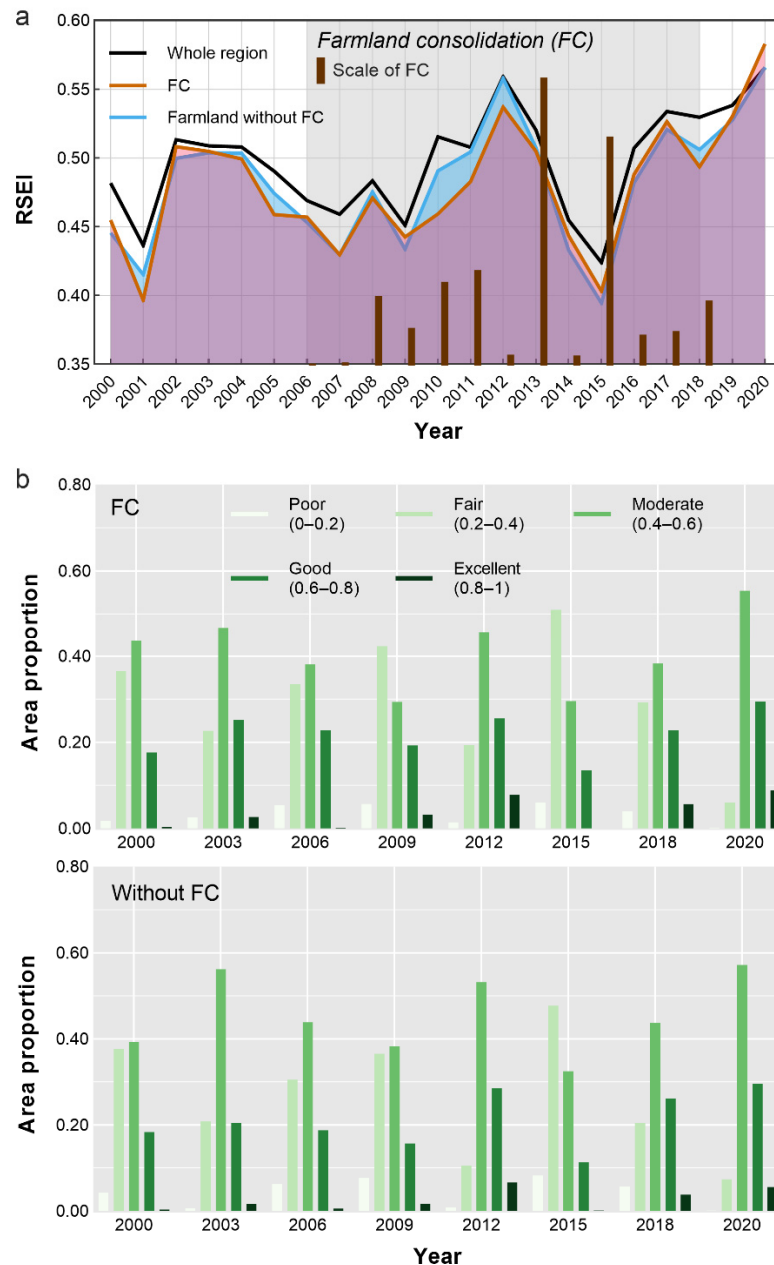 a
Farmland consolidation (FC)
Whole region
FC
Farmland without FC
Scale of FC
0.60
0.55
0.50
0.45
0.40
0.35
RSEI
2000
2001
2002
2003
2004
2005
2006
2007
2008
2009
2010
2011
2012
2013
2014
2015
2016
2017
2018
2019
2020
Year
b
FC
Poor
(0–0.2)
Fair
(0.2–0.4)
Moderate
(0.4–0.6)
Good
(0.6–0.8)
Excellent
(0.8–1)
0.80
0.60
0.40
0.20
0.00
Area proportion
2000 2003 2006 2009 2012 2015 2018 2020
Without FC
0.80
0.60
0.40
0.20
0.00
Area proportion
2000 2003 2006 2009 2012 2015 2018 2020
Year